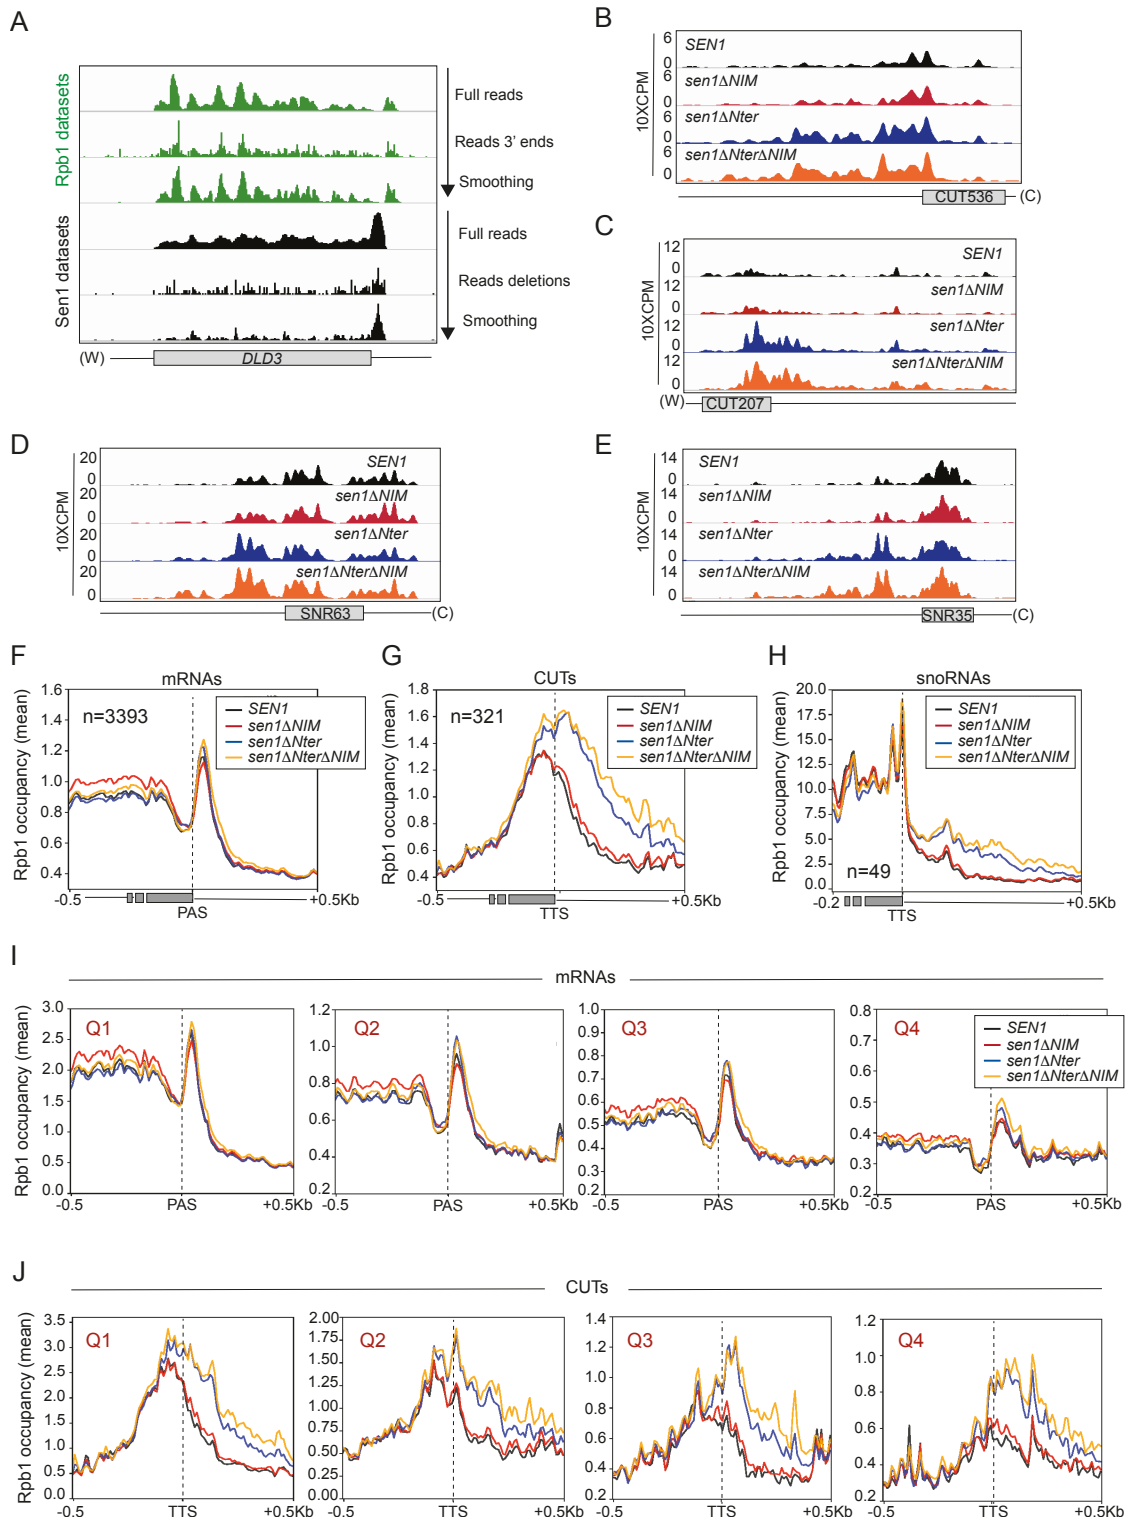 A
Rpb1 datasets
Sen1 datasets
Full reads
Reads 3' ends
Smoothing
Full reads
Reads deletions
Smoothing
(W)
DLD3
B
10XCPM
6
0
SEN1
6
0
sen1ΔNIM
6
0
sen1ΔNter
6
0
sen1ΔNterΔNIM
CUT536
(C)
C
10XCPM
12
0
SEN1
12
0
sen1ΔNIM
12
0
sen1ΔNter
12
0
sen1ΔNterΔNIM
(W)
CUT207
D
10XCPM
20
0
SEN1
20
0
sen1ΔNIM
20
0
sen1ΔNter
20
0
sen1ΔNterΔNIM
SNR63
(C)
E
10XCPM
14
0
SEN1
14
0
sen1ΔNIM
14
0
sen1ΔNter
14
0
sen1ΔNterΔNIM
SNR35
(C)
F
mRNAs
Rpb1 occupancy (mean)
1.6
1.4
1.2
1.0
0.8
0.6
0.4
n=3393
SEN1
sen1ΔNIM
sen1ΔNter
sen1ΔNterΔNIM
-0.5
PAS
+0.5Kb
G
CUTs
Rpb1 occupancy (mean)
1.8
1.6
1.4
1.2
1.0
0.8
0.6
0.4
n=321
SEN1
sen1ΔNIM
sen1ΔNter
sen1ΔNterΔNIM
-0.5
TTS
+0.5Kb
H
snoRNAs
Rpb1 occupancy (mean)
20.0
17.5
15.0
12.5
10.0
7.5
5.0
2.5
0.0
n=49
SEN1
sen1ΔNIM
sen1ΔNter
sen1ΔNterΔNIM
-0.2
TTS
+0.5Kb
I
mRNAs
Rpb1 occupancy (mean)
3.0
2.5
2.0
1.5
1.0
0.5
0.0
Q1
-0.5
PAS
+0.5Kb
1.2
1.0
0.8
0.6
0.4
0.2
Q2
-0.5
PAS
+0.5Kb
1.0
0.9
0.8
0.7
0.6
0.5
0.4
0.3
0.2
Q3
-0.5
PAS
+0.5Kb
0.8
0.7
0.6
0.5
0.4
0.3
0.2
Q4
SEN1
sen1ΔNIM
sen1ΔNter
sen1ΔNterΔNIM
-0.5
PAS
+0.5Kb
J
CUTs
Rpb1 occupancy (mean)
3.5
3.0
2.5
2.0
1.5
1.0
0.5
0.0
Q1
-0.5
TTS
+0.5Kb
2.00
1.75
1.50
1.25
1.00
0.75
0.50
0.25
0.00
Q2
-0.5
TTS
+0.5Kb
1.4
1.2
1.0
0.8
0.6
0.4
0.2
Q3
-0.5
TTS
+0.5Kb
1.2
1.0
0.8
0.6
0.4
0.2
Q4
-0.5
TTS
+0.5Kb